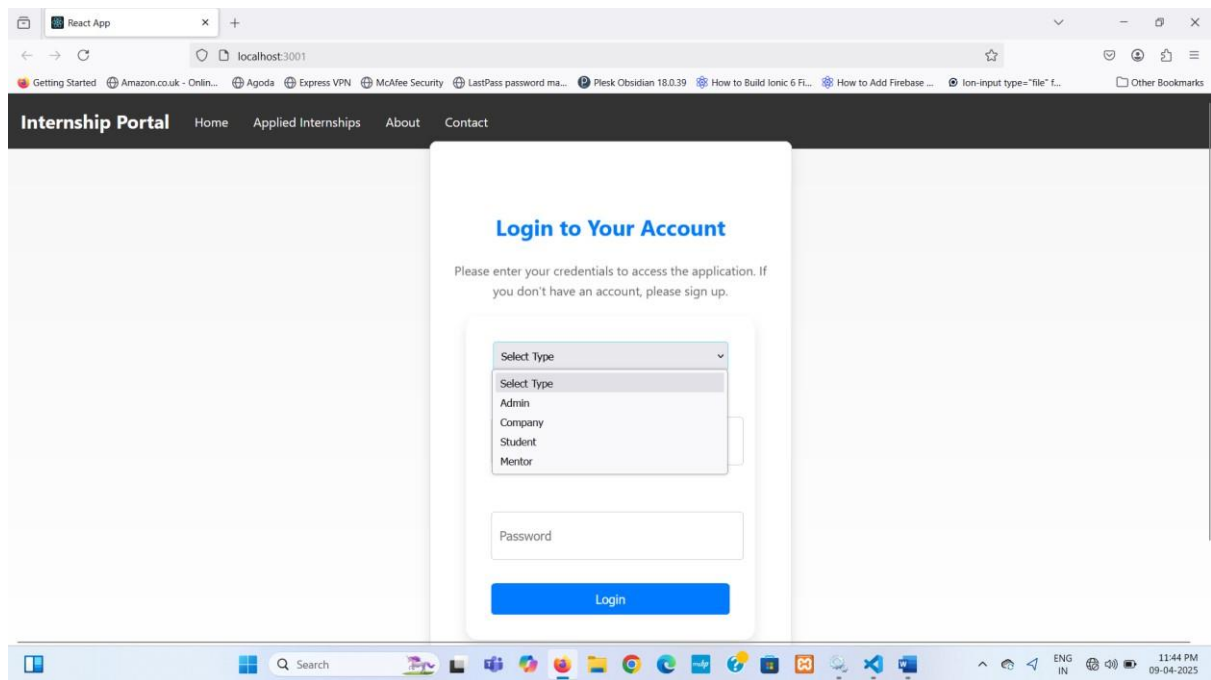 React App
localhost:3001
Getting Started Amazon.co.uk - Onlin... Agoda Express VPN McAfee Security LastPass password ma... Plesk Obsidian 18.0.39 How to Build Ionic 6 Fi... How to Add Firebase ... Ion-input type="file" f... Other Bookmarks
Internship Portal Home Applied Internships About Contact
Login to Your Account
Please enter your credentials to access the application. If
you don't have an account, please sign up.
Select Type
Select Type
Admin
Company
Student
Mentor
Password
Login
Search
ENG
IN
11:44 PM
09-04-2025